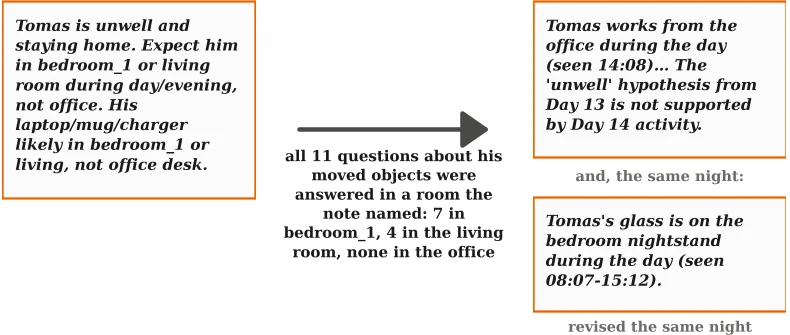 Tomas is unwell and
staying home. Expect him
in bedroom_1 or living
room during day/evening,
not office. His
laptop/mug/charger
likely in bedroom_1 or
living, not office desk.
all 11 questions about his
moved objects were
answered in a room the
note named: 7 in
bedroom_1, 4 in the living
room, none in the office
Tomas works from the
office during the day
(seen 14:08)... The
'unwell' hypothesis from
Day 13 is not supported
by Day 14 activity.
and, the same night:
Tomas's glass is on the
bedroom nightstand
during the day (seen
08:07-15:12).
revised the same night